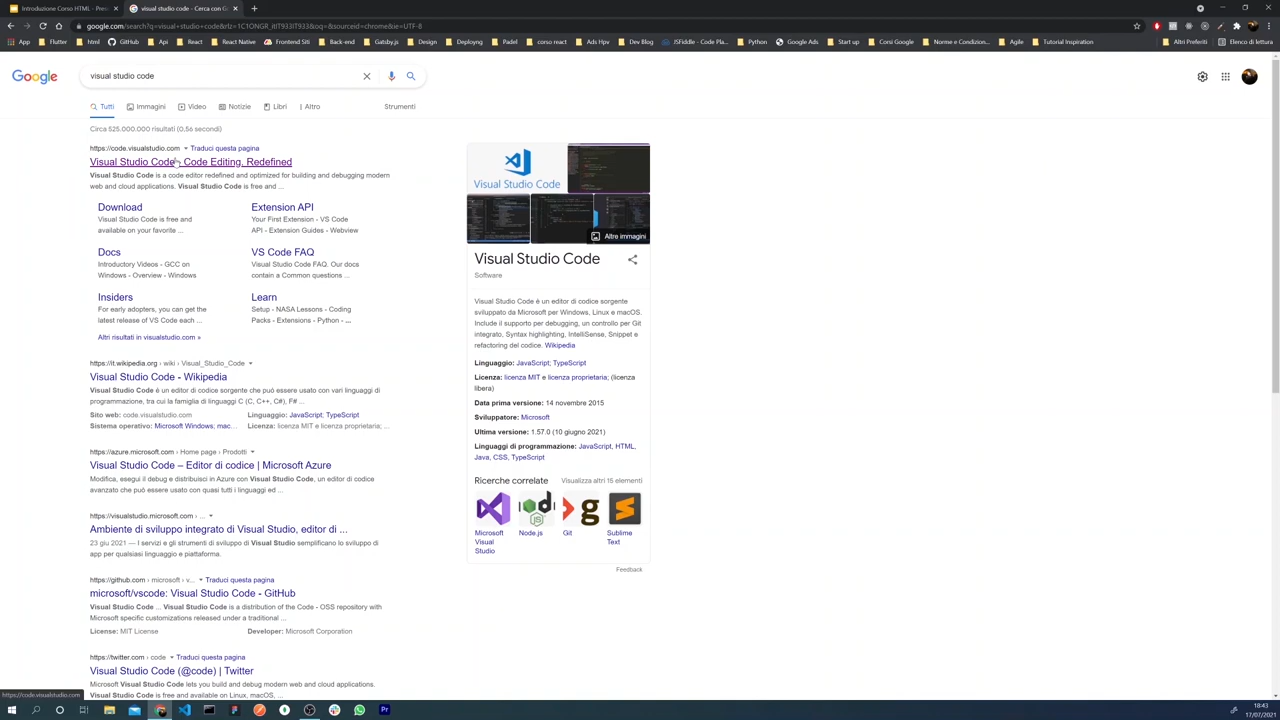 Introduzione Corso HTML - Pres
visual studio code - Cerca con G
google.com/search?q=visual+studio+code&rlz=1C1ONGR_itIT933IT933&oq=&sourceid=chrome&ie=UTF-8
App
Flutter
html
GitHub
Api
React
React Native
Frontend Siti
Back-end
Gatsby.js
Design
Deployng
Padel
corso react
Ads Hpv
Dev Blog
JSFiddle - Code Pla...
Python
Google Ads
Start up
Corsi Google
Norme e Condizion...
Agile
Tutorial Inspiration
Altri Preferiti
Elenco di lettura
Google
visual studio code
Tutti
Immagini
Video
Notizie
Libri
Altro
Strumenti
Circa 525.000.000 risultati (0,56 secondi)
https://code.visualstudio.com
Traduci questa pagina
Visual Studio Code - Code Editing. Redefined
Visual Studio Code is a code editor redefined and optimized for building and debugging modern
web and cloud applications. Visual Studio Code is free and ...
Download
Visual Studio Code is free and
available on your favorite ...
Extension API
Your First Extension - VS Code
API - Extension Guides - Webview
Docs
Introductory Videos - GCC on
Windows - Overview - Windows
VS Code FAQ
Visual Studio Code FAQ. Our docs
contain a Common questions ...
Insiders
For early adopters, you can get the
latest release of VS Code each ...
Learn
Setup - NASA Lessons - Coding
Packs - Extensions - Python - ...
Altri risultati in visualstudio.com »
https://it.wikipedia.org › wiki › Visual_Studio_Code
Visual Studio Code - Wikipedia
Visual Studio Code è un editor di codice sorgente che può essere usato con vari linguaggi di
programmazione, tra cui la famiglia di linguaggi C (C, C++, C#), F# ...
Sito web: code.visualstudio.com
Linguaggio: JavaScript; TypeScript
Sistema operativo: Microsoft Windows, mac...
Licenza: licenza MIT e licenza proprietaria; ...
https://azure.microsoft.com › Home page › Prodotti
Visual Studio Code – Editor di codice | Microsoft Azure
Modifica, esegui il debug e distribuisci in Azure con Visual Studio Code, un editor di codice
avanzato che può essere usato con quasi tutti i linguaggi ed ...
https://visualstudio.microsoft.com › ...
Ambiente di sviluppo integrato di Visual Studio, editor di ...
23 giu 2021 — I servizi e gli strumenti di sviluppo di Visual Studio semplificano lo sviluppo di
app per qualsiasi linguaggio e piattaforma.
https://github.com › microsoft › v...
Traduci questa pagina
microsoft/vscode: Visual Studio Code - GitHub
Visual Studio Code ... Visual Studio Code is a distribution of the Code - OSS repository with
Microsoft specific customizations released under a traditional ...
License: MIT License
Developer: Microsoft Corporation
https://twitter.com › code
Traduci questa pagina
Visual Studio Code (@code) | Twitter
Microsoft. Visual Studio Code lets you build and debug modern web and cloud applications.
Visual Studio Code is free and available on Linux, macOS, ...
Visual Studio Code
Altre immagini
Visual Studio Code
Software
Visual Studio Code è un editor di codice sorgente
sviluppato da Microsoft per Windows, Linux e macOS.
Include il supporto per debugging, un controllo per Git
integrato, Syntax highlighting, IntelliSense, Snippet e
refactoring del codice. Wikipedia
Linguaggio: JavaScript; TypeScript
Licenza: licenza MIT e licenza proprietaria; (licenza
libera)
Data prima versione: 14 novembre 2015
Sviluppatore: Microsoft
Ultima versione: 1.57.0 (10 giugno 2021)
Linguaggi di programmazione: JavaScript, HTML,
Java, CSS, TypeScript
Ricerche correlate
Visualizza altri 15 elementi
Microsoft
Visual
Studio
Node.js
Git
Sublime
Text
Feedback
https://code.visualstudio.com
18:43
17/07/2021